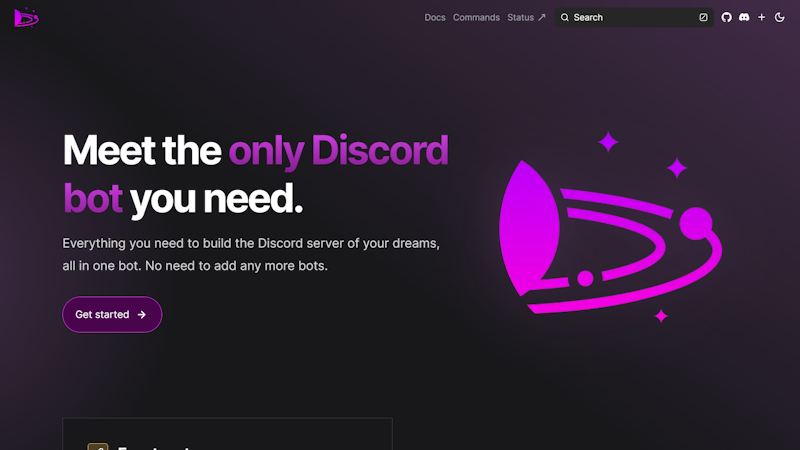 Docs Commands Status Search
Meet the only Discord
bot you need.
Everything you need to build the Discord server of your dreams,
all in one bot. No need to add any more bots.
Get started